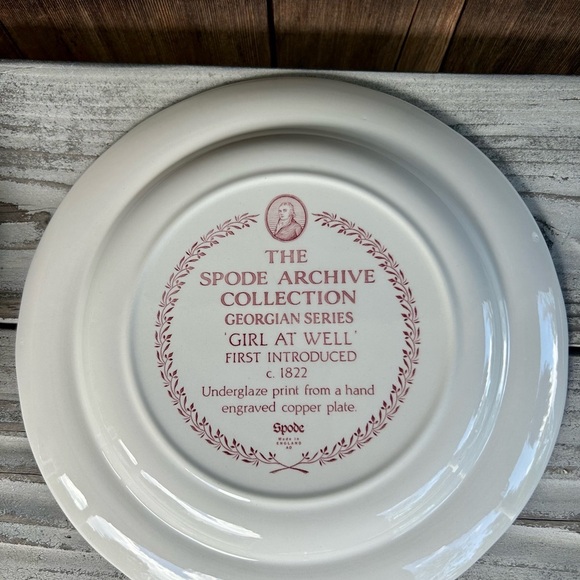 THE
SPODE ARCHIVE
COLLECTION
GEORGIAN SERIES
'GIRL AT WELL'
FIRST INTRODUCED
c. 1822
Underglaze print from a hand
engraved copper plate.
Spode
MADE IN
ENGLAND